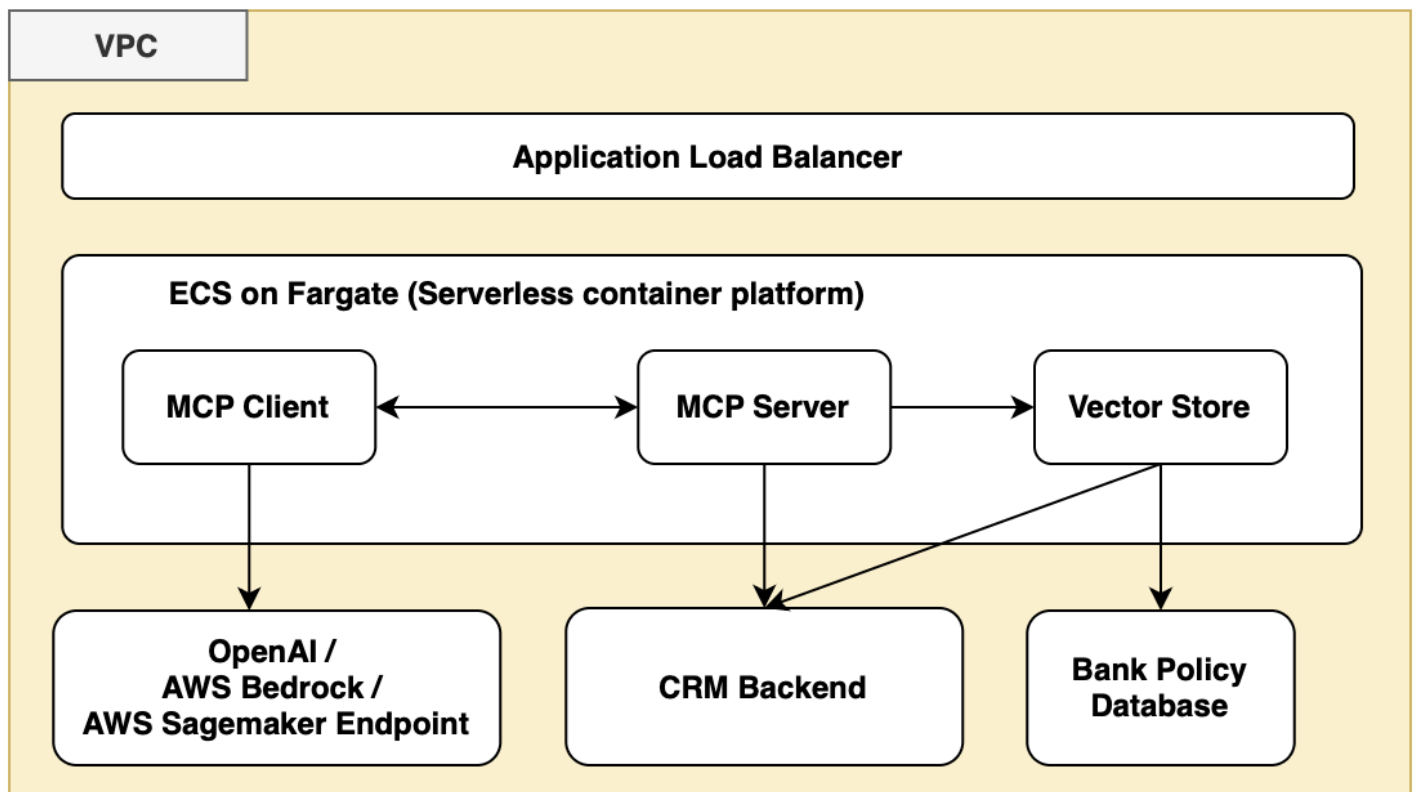 VPC
Application Load Balancer
ECS on Fargate (Serverless container platform)
MCP Client
MCP Server
Vector Store
OpenAI /
AWS Bedrock /
AWS Sagemaker Endpoint
CRM Backend
Bank Policy
Database